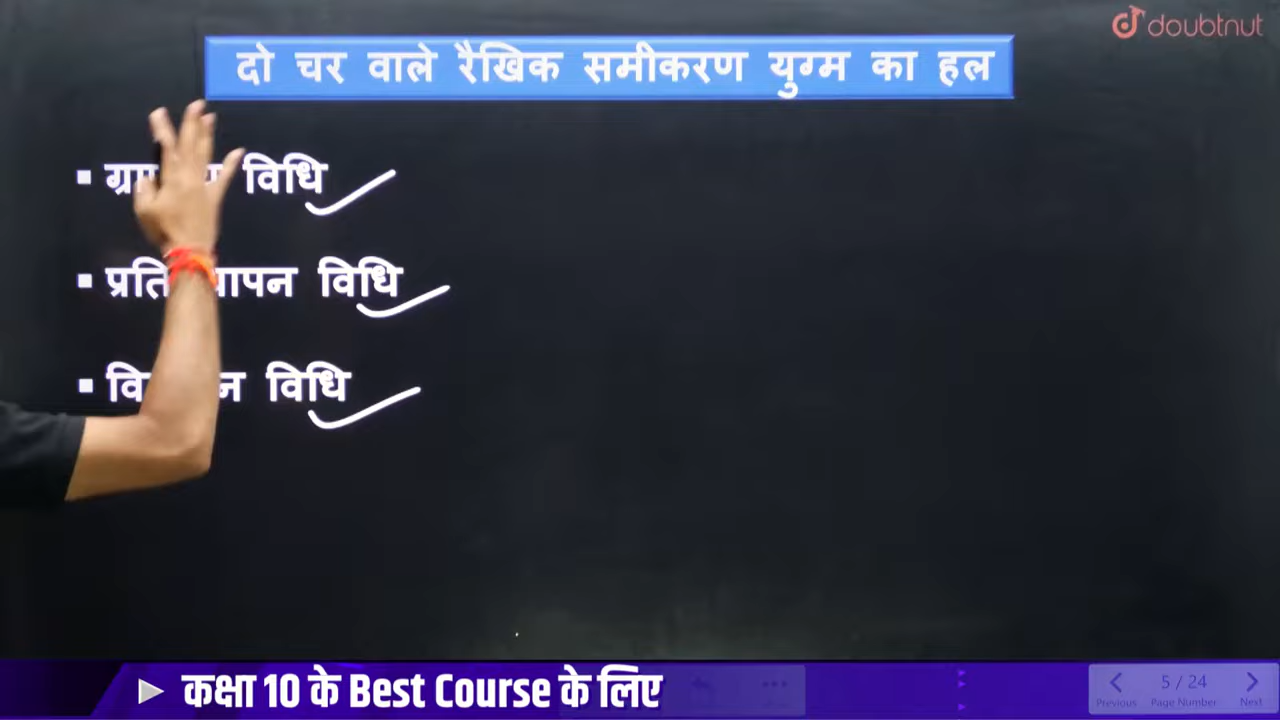 doubtnut
दो चर वाले रैखिक समीकरण युग्म का हल
▪ विधि
▪ विधि
▪ विधि
कक्षा 10 के Best Course के लिए
5 / 24
Previous Page Number Next